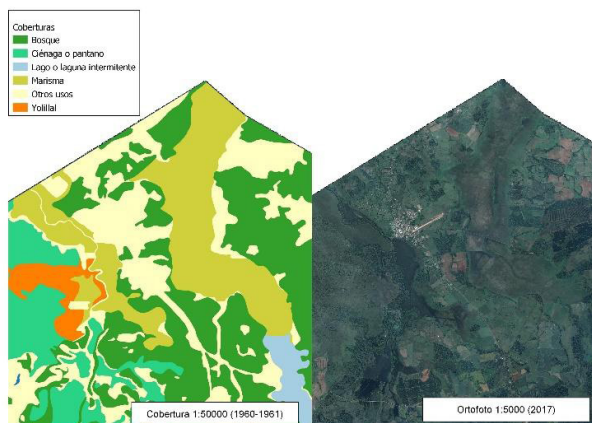 Coberturas
Bosque
Ciénaga o pantano
Lago o laguna intermitente
Marisma
Otros usos
Yolillal
Cobertura 1:50000 (1960-1961)
Ortofoto 1:5000 (2017)